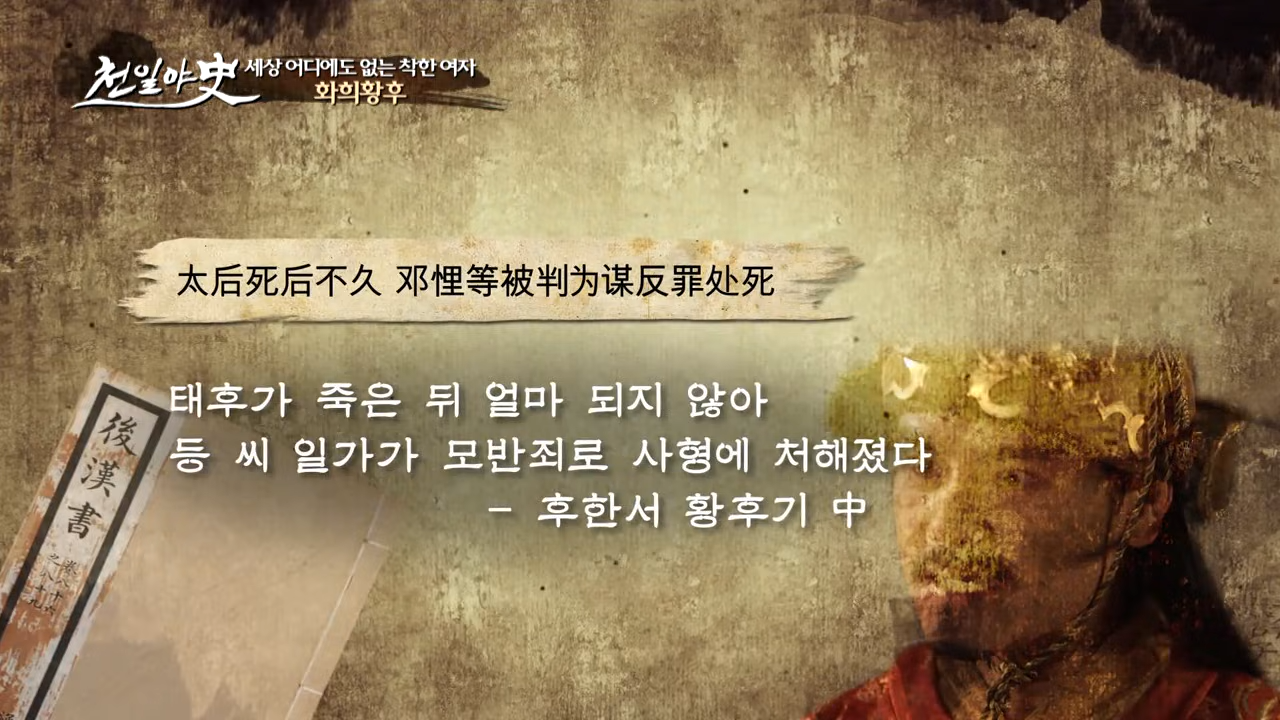 천일야史 세상 어디에도 없는 착한 여자
화희황후
太后死后不久 邓悝等被判为谋反罪处死
태후가 죽은 뒤 얼마 되지 않아
등 씨 일가가 모반죄로 사형에 처해졌다
- 후한서 황후기 中
後漢書